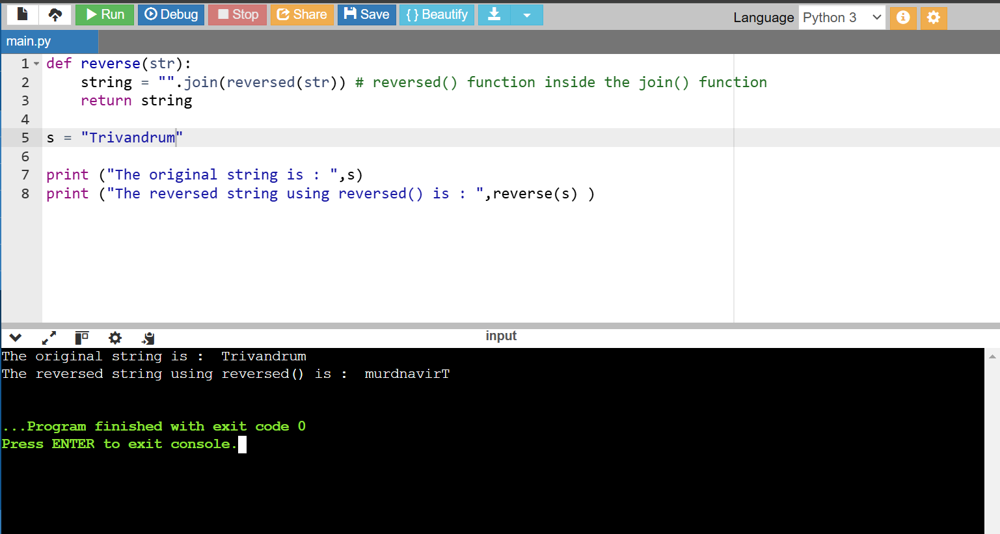 Run Debug Stop Share Save { } Beautify Language Python 3
main.py
1 def reverse(str):
2     string = "".join(reversed(str)) # reversed() function inside the join() function
3     return string
4
5 s = "Trivandrum"
6
7 print ("The original string is : ",s)
8 print ("The reversed string using reversed() is : ",reverse(s) )
input
The original string is :  Trivandrum
The reversed string using reversed() is :  murdnavirT
...Program finished with exit code 0
Press ENTER to exit console.